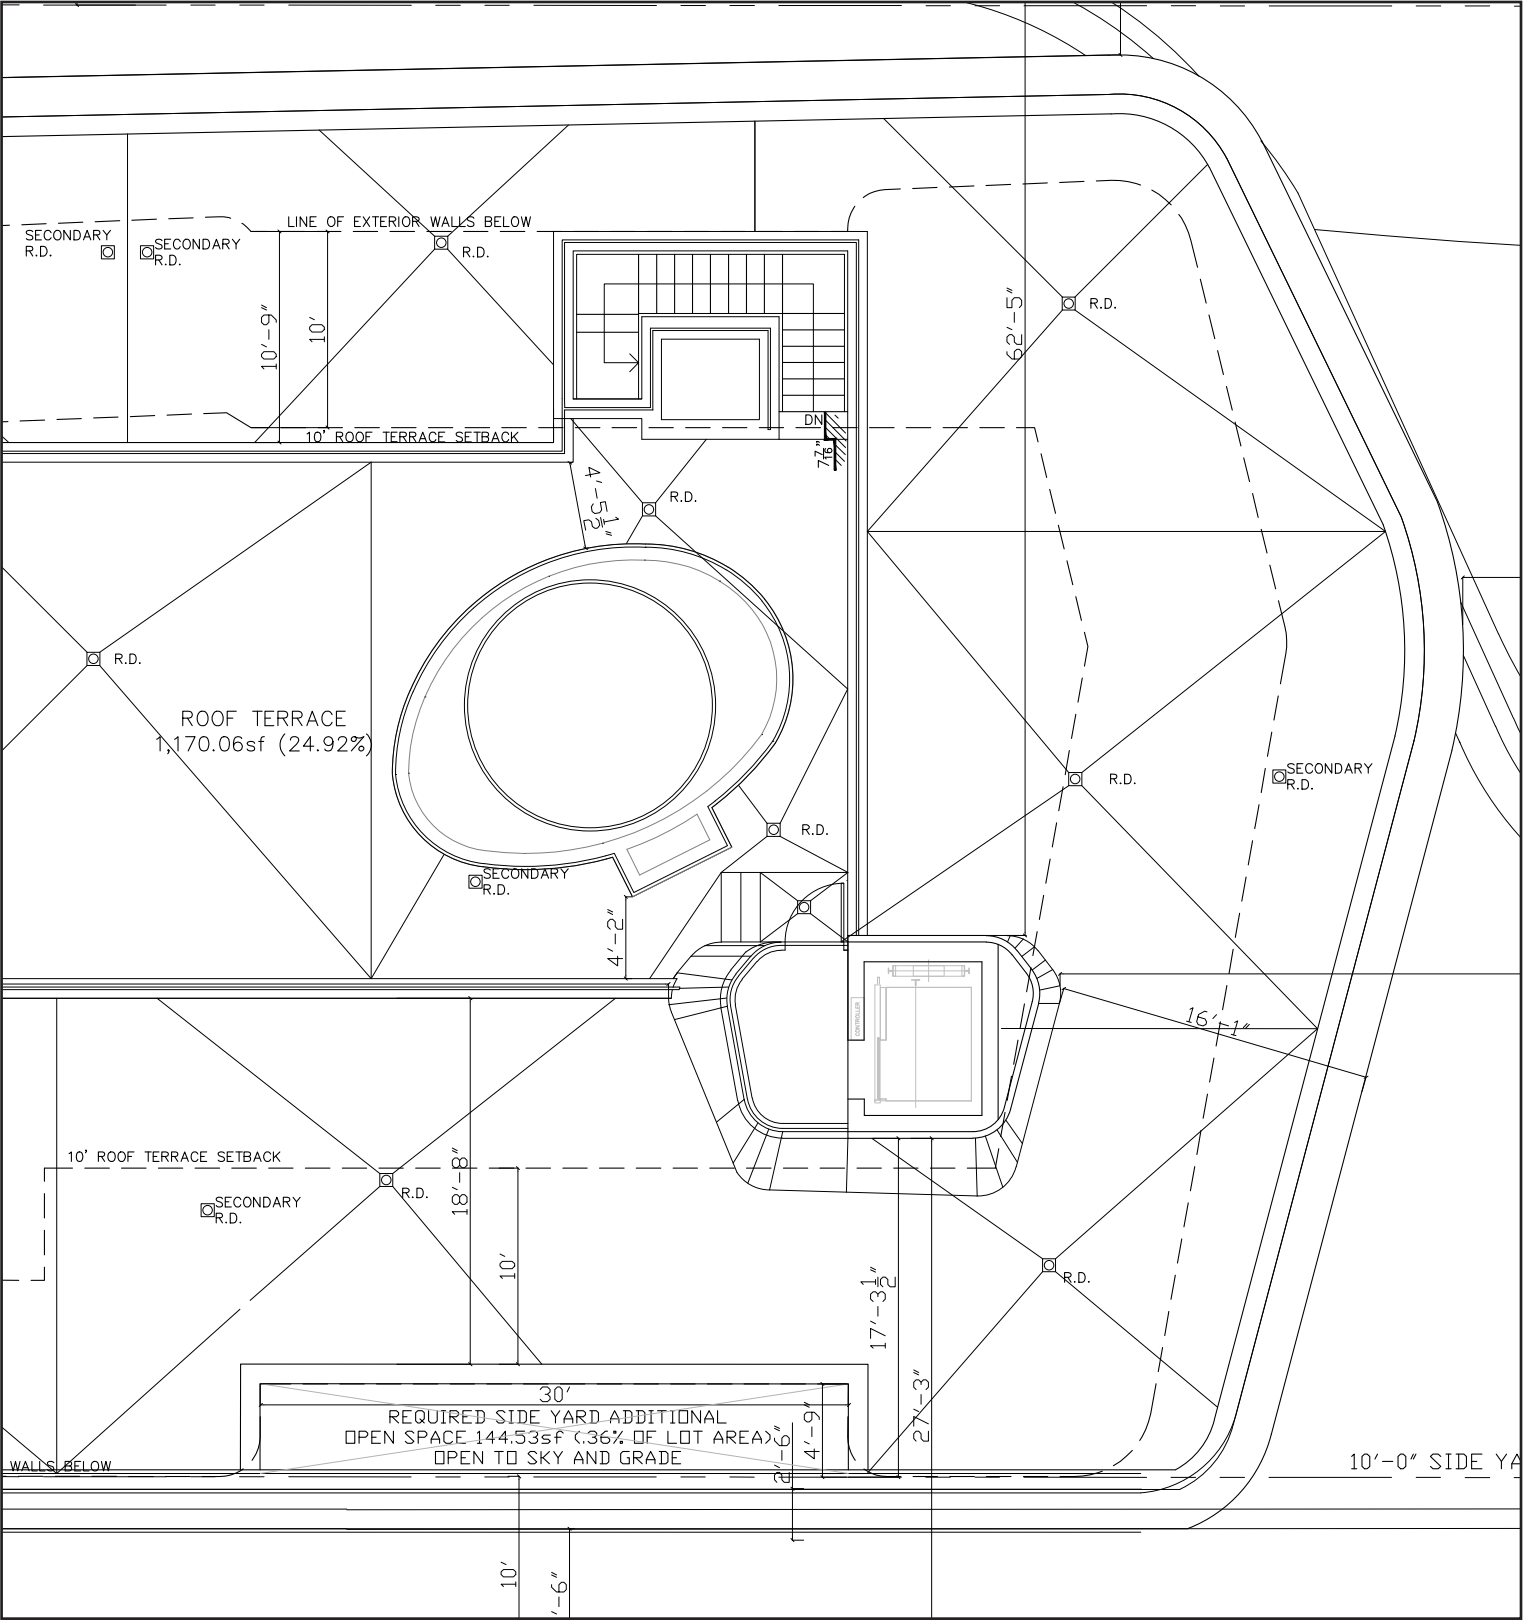 LINE OF EXTERIOR WALLS BELOW
SECONDARY
R.D.
SECONDARY
R.D.
R.D.
R.D.
10'-9"
10'
62'-5"
DN
7 7/16"
10' ROOF TERRACE SETBACK
4'-5 1/2"
R.D.
R.D.
ROOF TERRACE
1,170.06sf (24.92%)
R.D.
SECONDARY
R.D.
R.D.
SECONDARY
R.D.
4'-2"
CONTROLLER
16'-1"
10' ROOF TERRACE SETBACK
18'-8"
R.D.
SECONDARY
R.D.
10'
R.D.
17'-3 1/2"
27'-3"
30'
REQUIRED SIDE YARD ADDITIONAL
OPEN SPACE 144.53sf (.36% OF LOT AREA)
OPEN TO SKY AND GRADE
4'-9"
2'-6"
WALLS BELOW
10'-0" SIDE YA
10'
'-6"